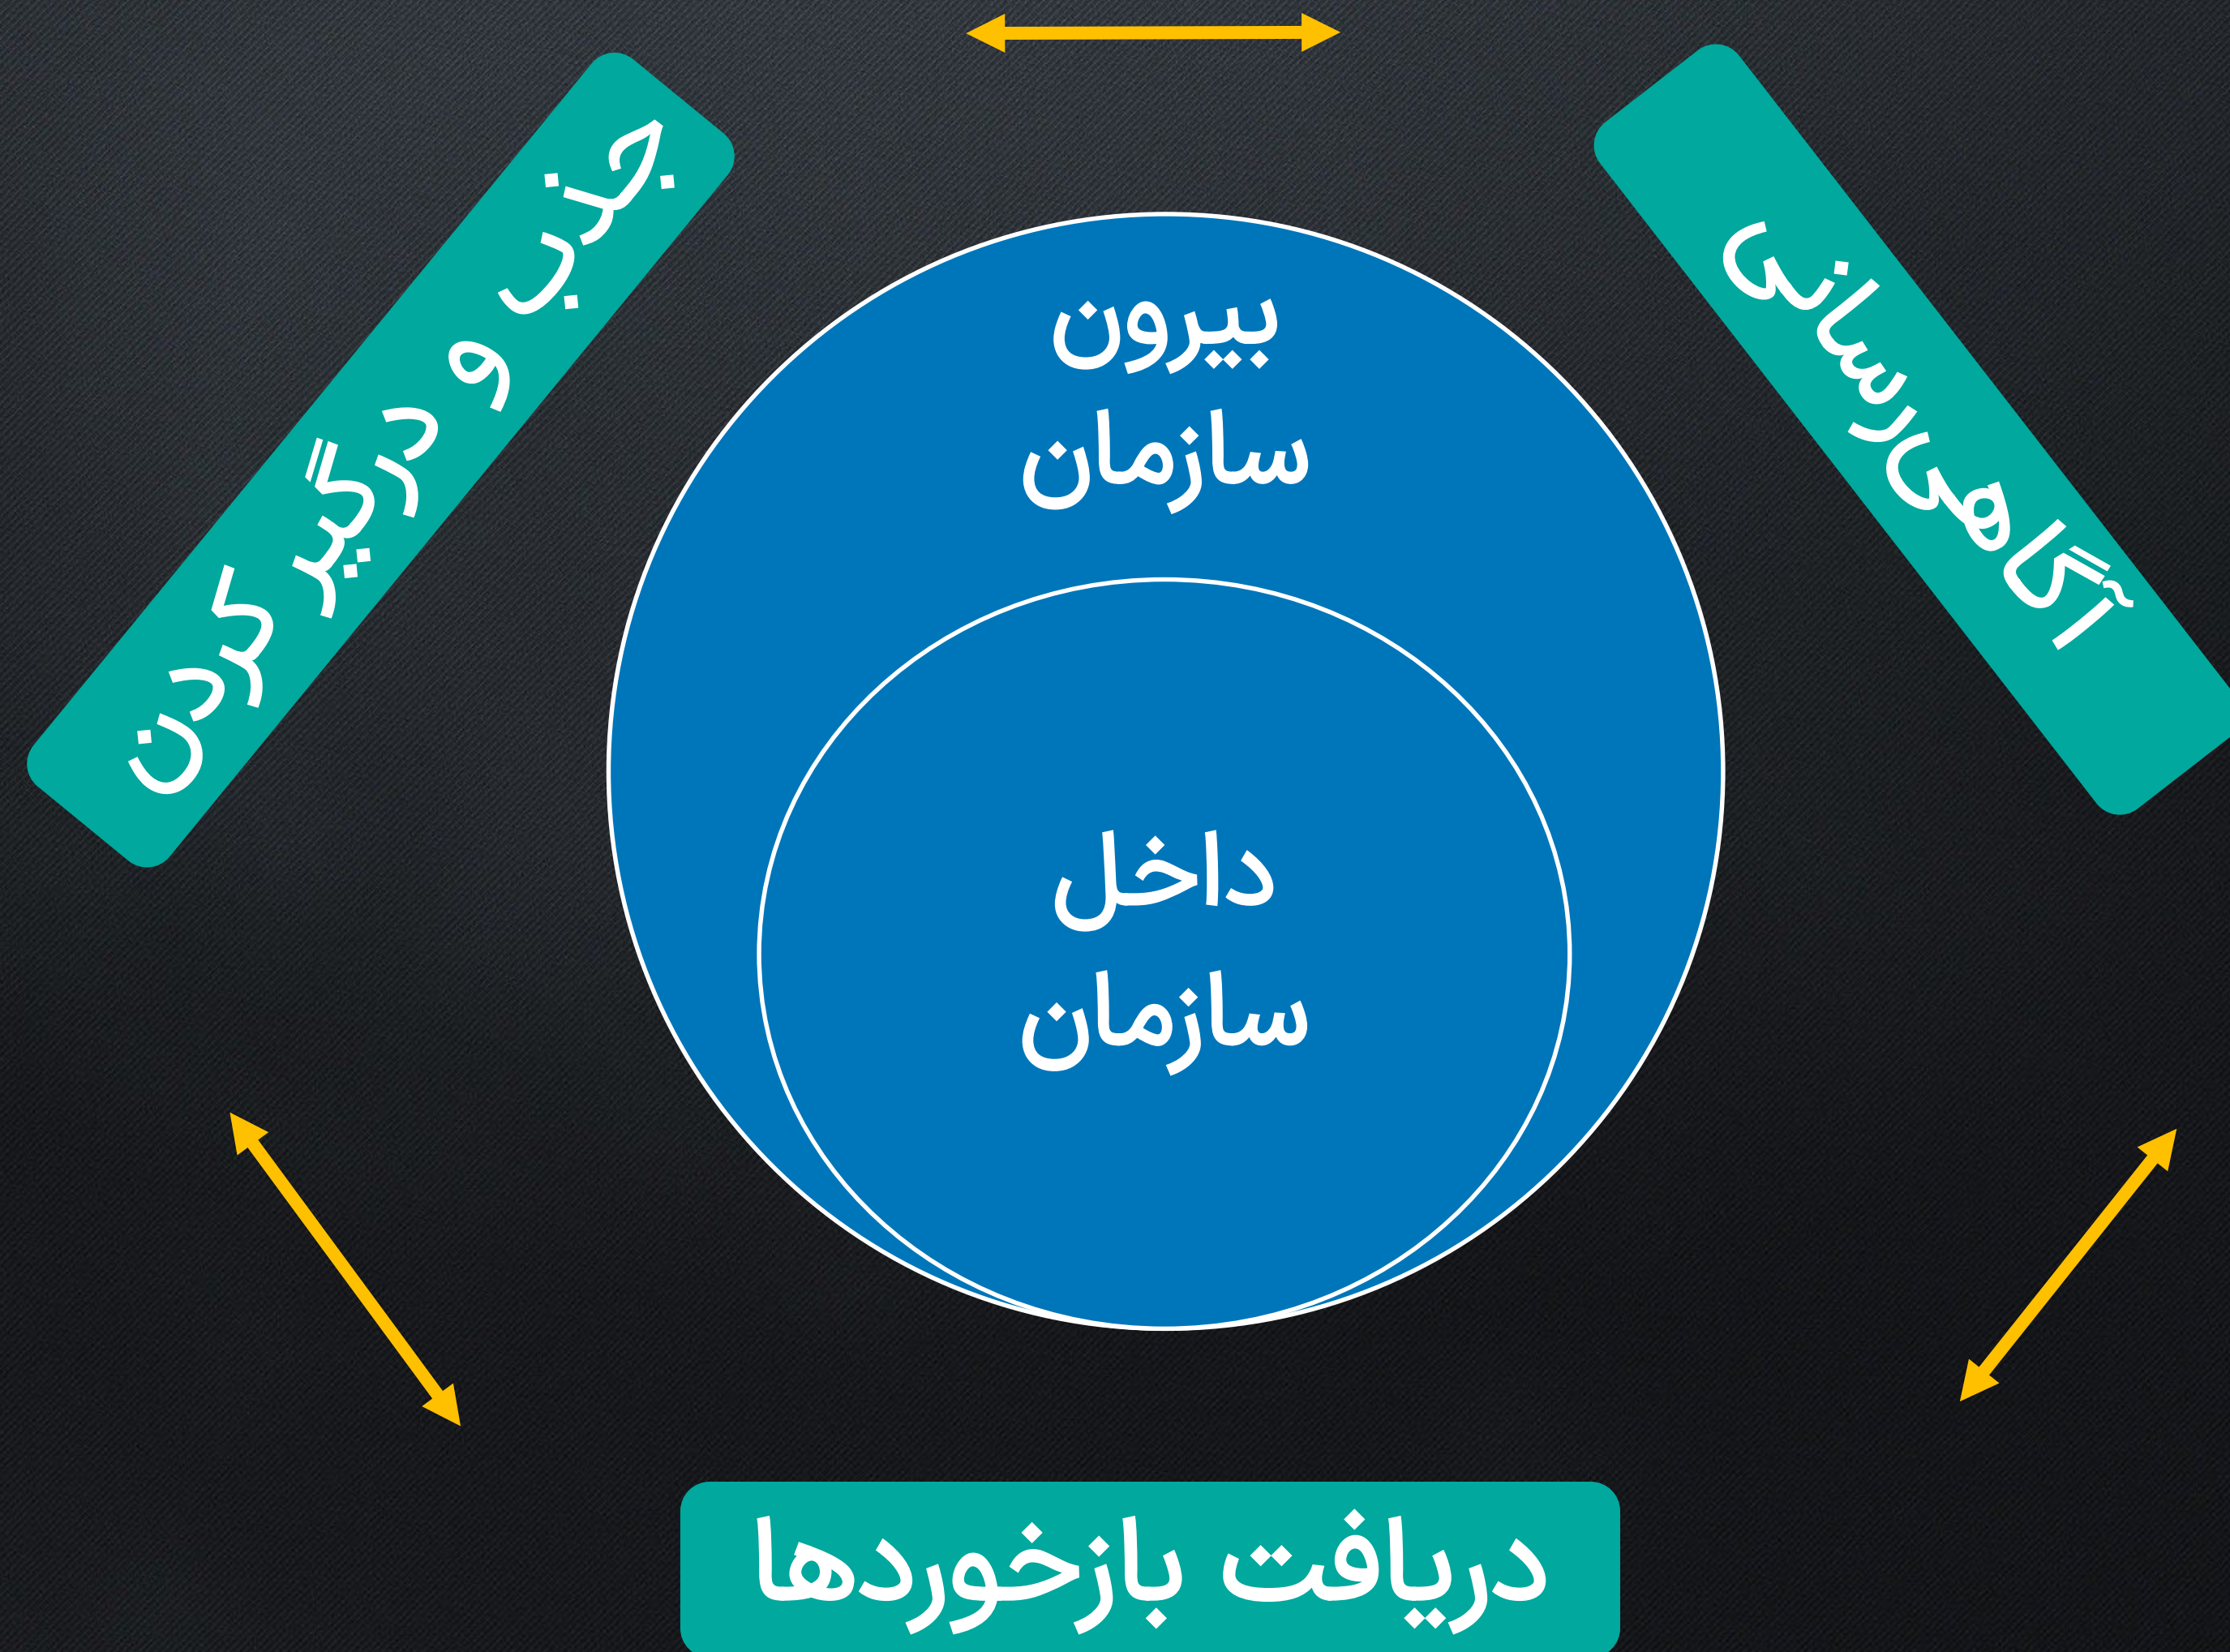 آگاهی‌رسانی
جذب و درگیر کردن
بیرون
سازمان
داخل
سازمان
دریافت بازخوردها